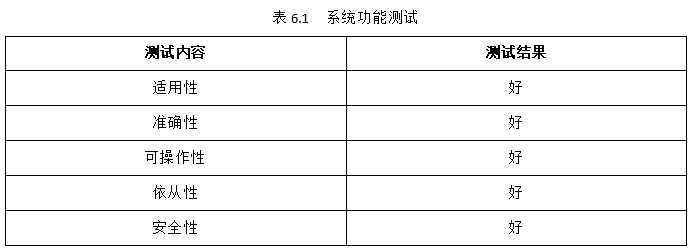 表 6.1 系统功能测试
测试内容 测试结果
适用性 好
准确性 好
可操作性 好
依从性 好
安全性 好